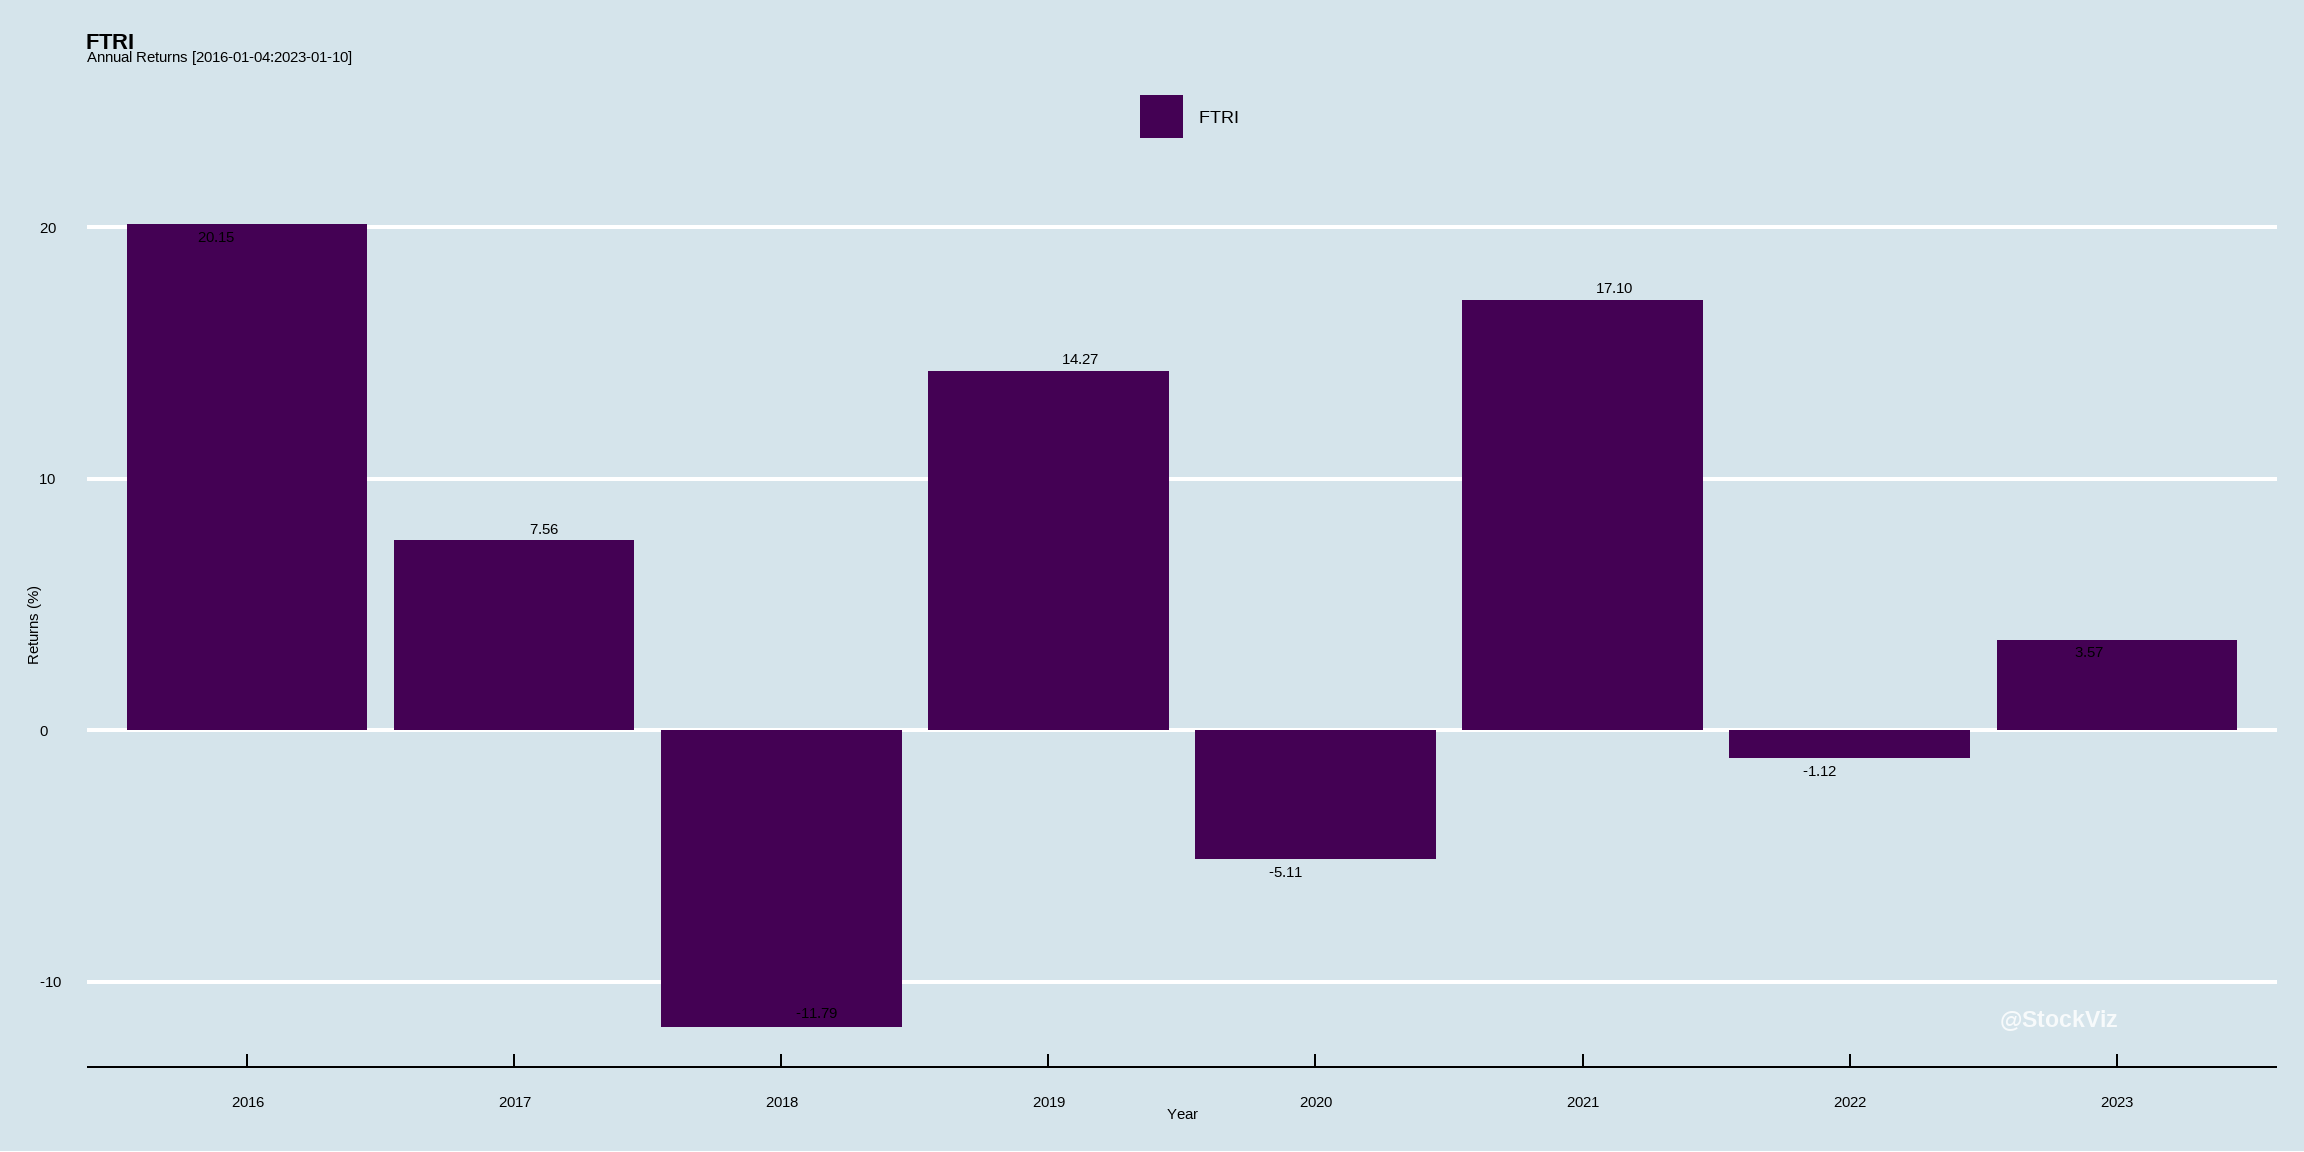 FTRI
Annual Returns [2016-01-04:2023-01-10]
FTRI
20
10
0
-10
Returns (%)
20.15
7.56
-11.79
14.27
-5.11
17.10
-1.12
3.57
@StockViz
2016 2017 2018 2019 2020 2021 2022 2023
Year